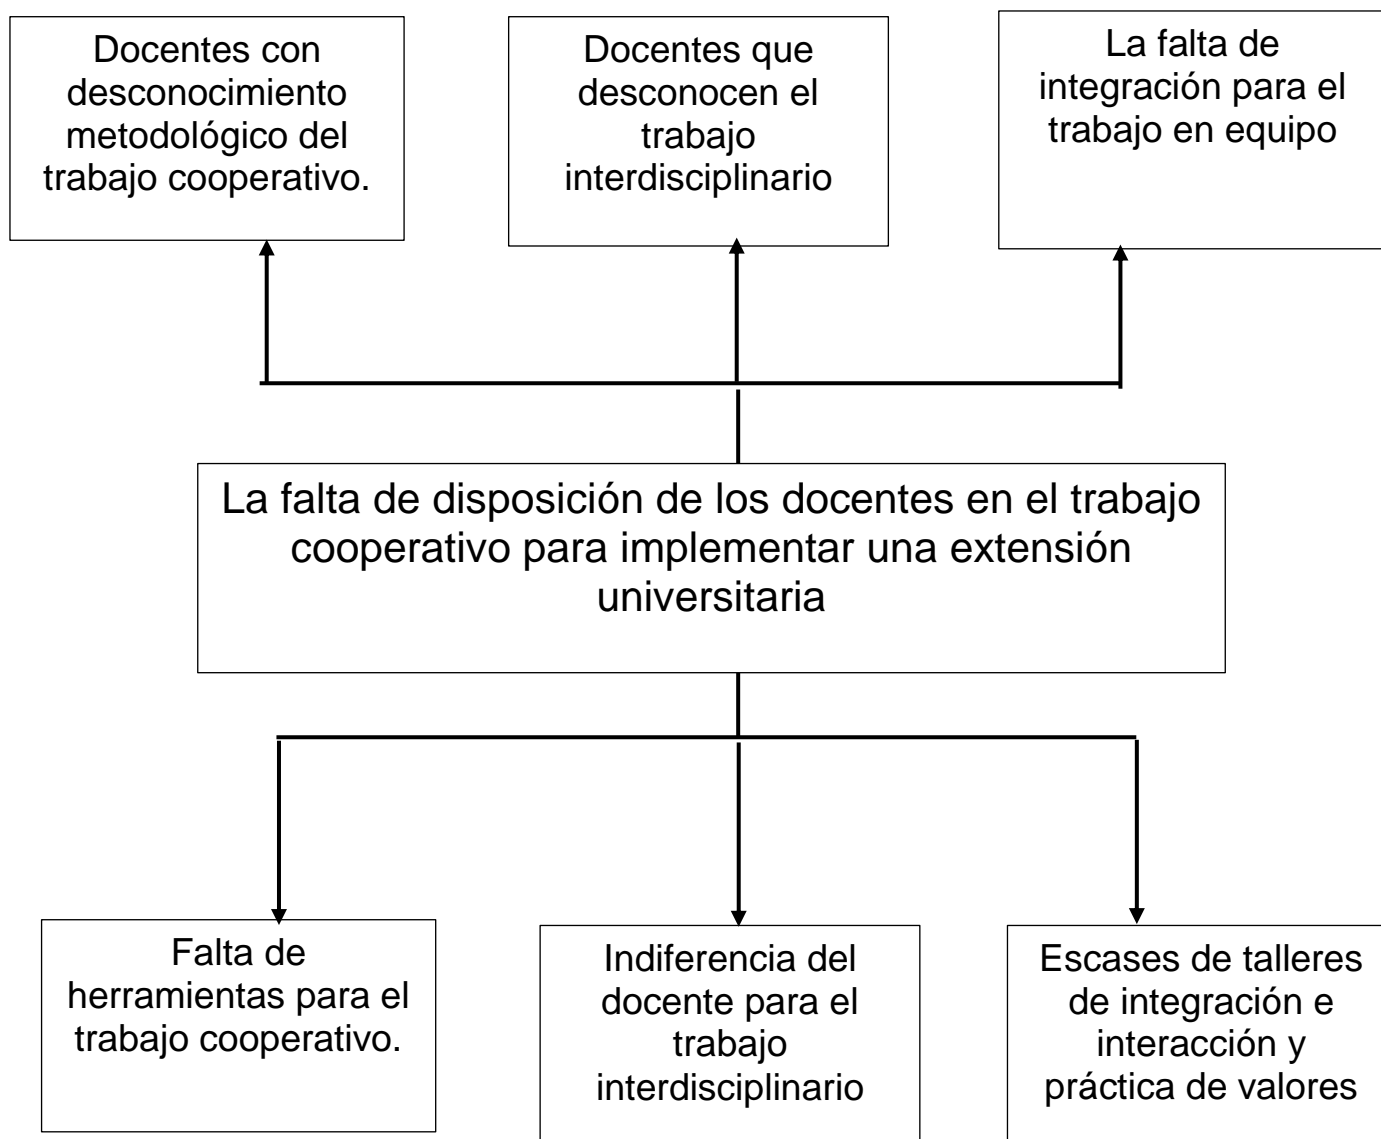 Docentes con
desconocimiento
metodológico del
trabajo cooperativo.
Docentes que
desconocen el
trabajo
interdisciplinario
La falta de
integración para el
trabajo en equipo
La falta de disposición de los docentes en el trabajo
cooperativo para implementar una extensión
universitaria
Falta de
herramientas para el
trabajo cooperativo.
Indiferencia del
docente para el
trabajo
interdisciplinario
Escases de talleres
de integración e
interacción y
práctica de valores